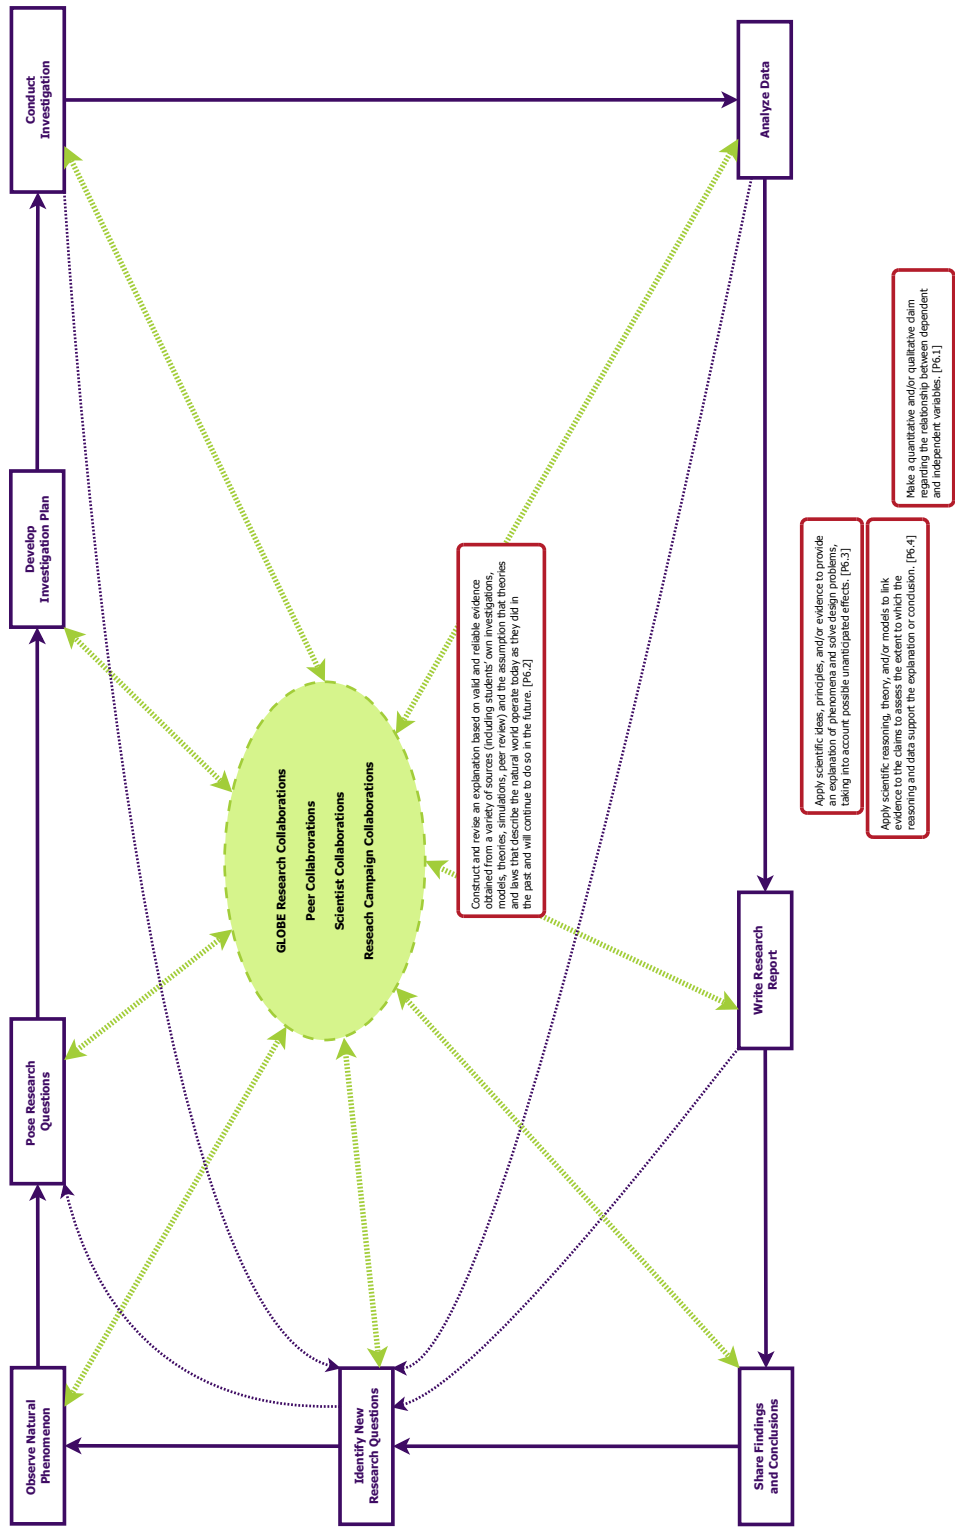 Observe Natural
Phenomenon
Pose Research
Questions
Develop
Investigation Plan
Conduct
Investigation
GLOBE Research Collaborations
Peer Collabrorations
Scientist Collaborations
Reseach Campaign Collaborations
Identify New
Research Questions
Construct and revise an explanation based on valid and reliable evidence
obtained from a variety of sources (including students' own investigations,
models, theories, simulations, peer review) and the assumption that theories
and laws that describe the natural world operate today as they did in
the past and will continue to do so in the future. [P6.2]
Share Findings
and Conclusions
Write Research
Report
Analyze Data
Apply scientific ideas, principles, and/or evidence to provide
an explanation of phenomena and solve design problems,
taking into account possible unanticipated effects. [P6.3]
Apply scientific reasoning, theory, and/or models to link
evidence to the claims to assess the extent to which the
reasoning and data support the explanation or conclusion. [P6.4]
Make a quantitative and/or qualitative claim
regarding the relationship between dependent
and independent variables. [P6.1]